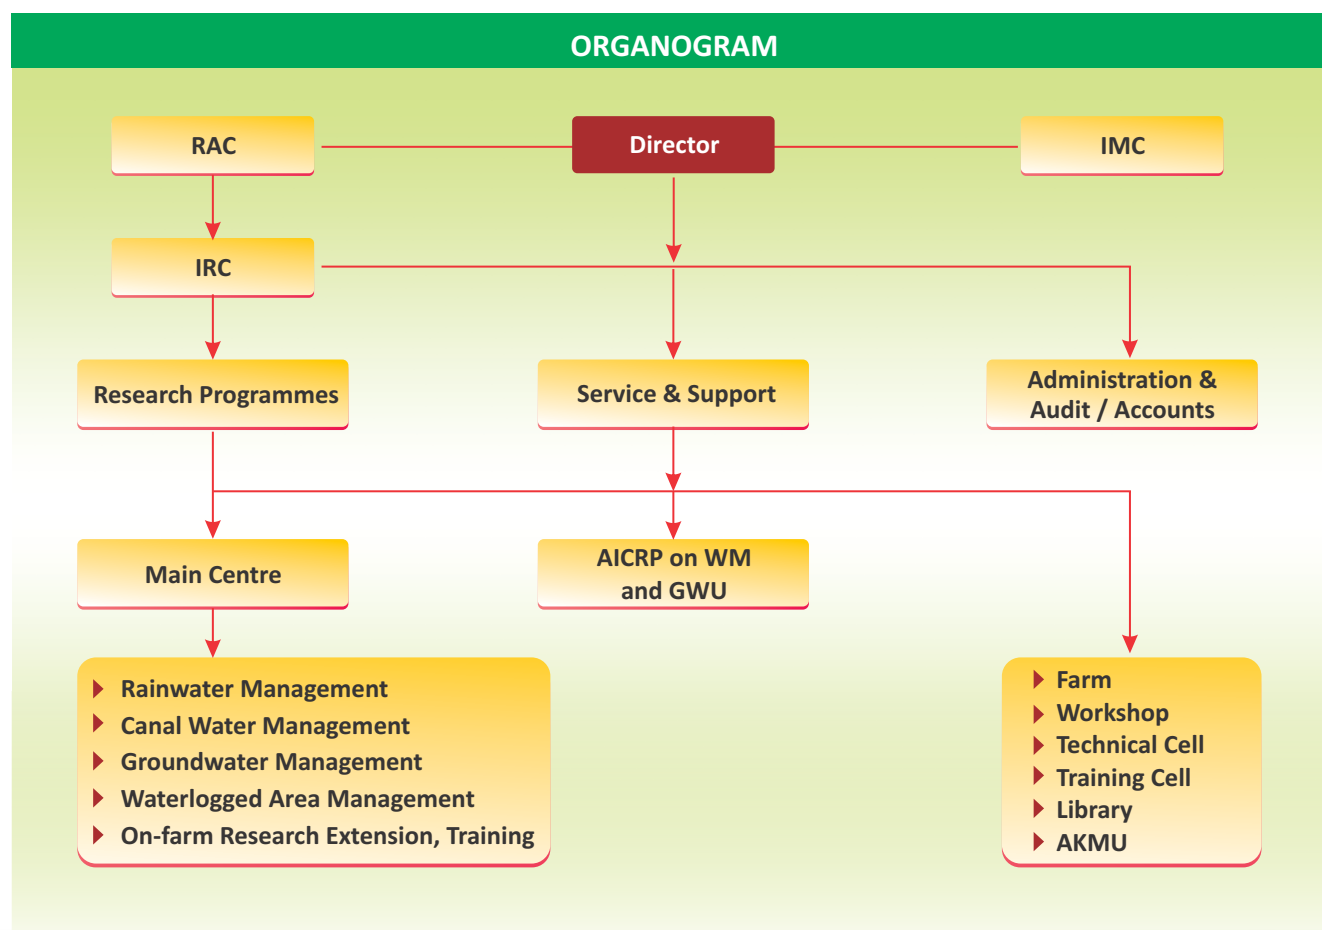 ORGANOGRAM
RAC
Director
IMC
IRC
Research Programmes
Service & Support
Administration &
Audit / Accounts
Main Centre
AICRP on WM
and GWU
Rainwater Management
Canal Water Management
Groundwater Management
Waterlogged Area Management
On-farm Research Extension, Training
Farm
Workshop
Technical Cell
Training Cell
Library
AKMU